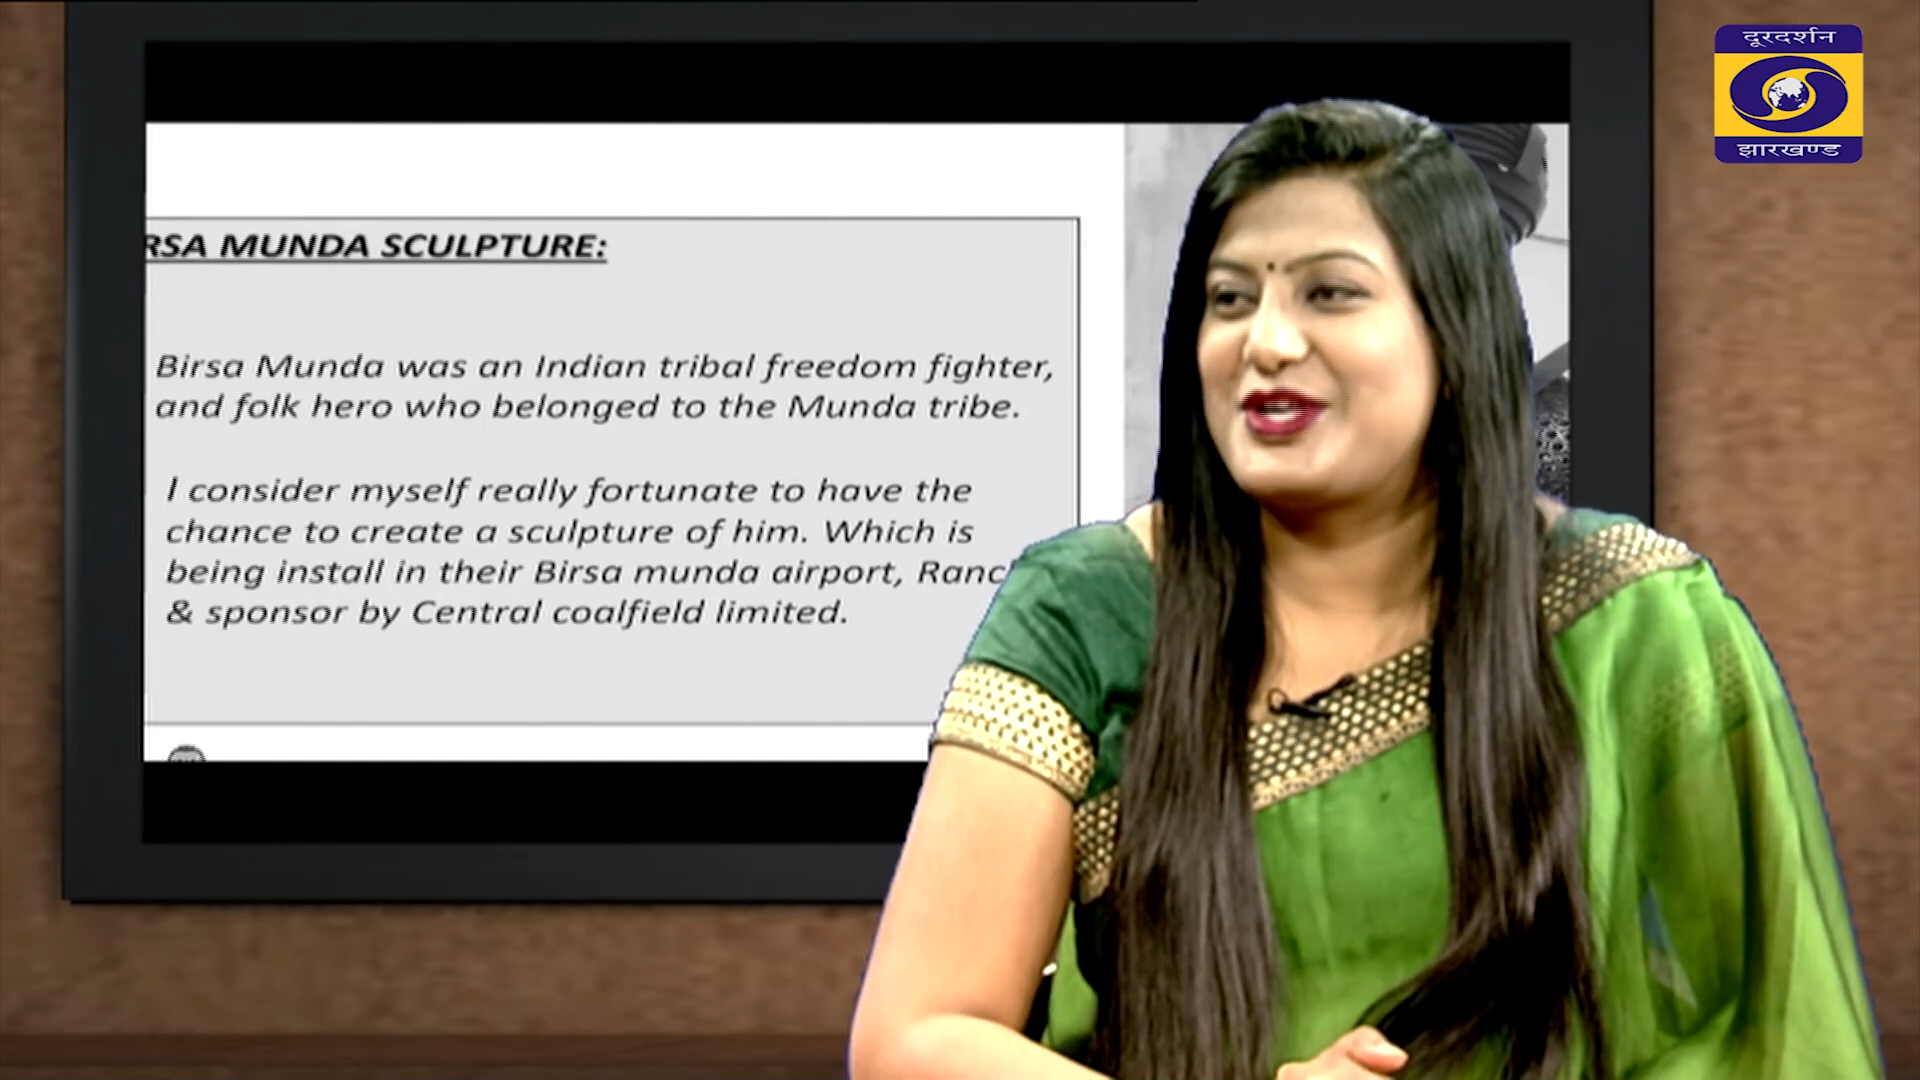 दूरदर्शन
झारखण्ड
RSA MUNDA SCULPTURE:
Birsa Munda was an Indian tribal freedom fighter,
and folk hero who belonged to the Munda tribe.
I consider myself really fortunate to have the
chance to create a sculpture of him. Which is
being install in their Birsa munda airport,
& sponsor by Central coalfield limited.